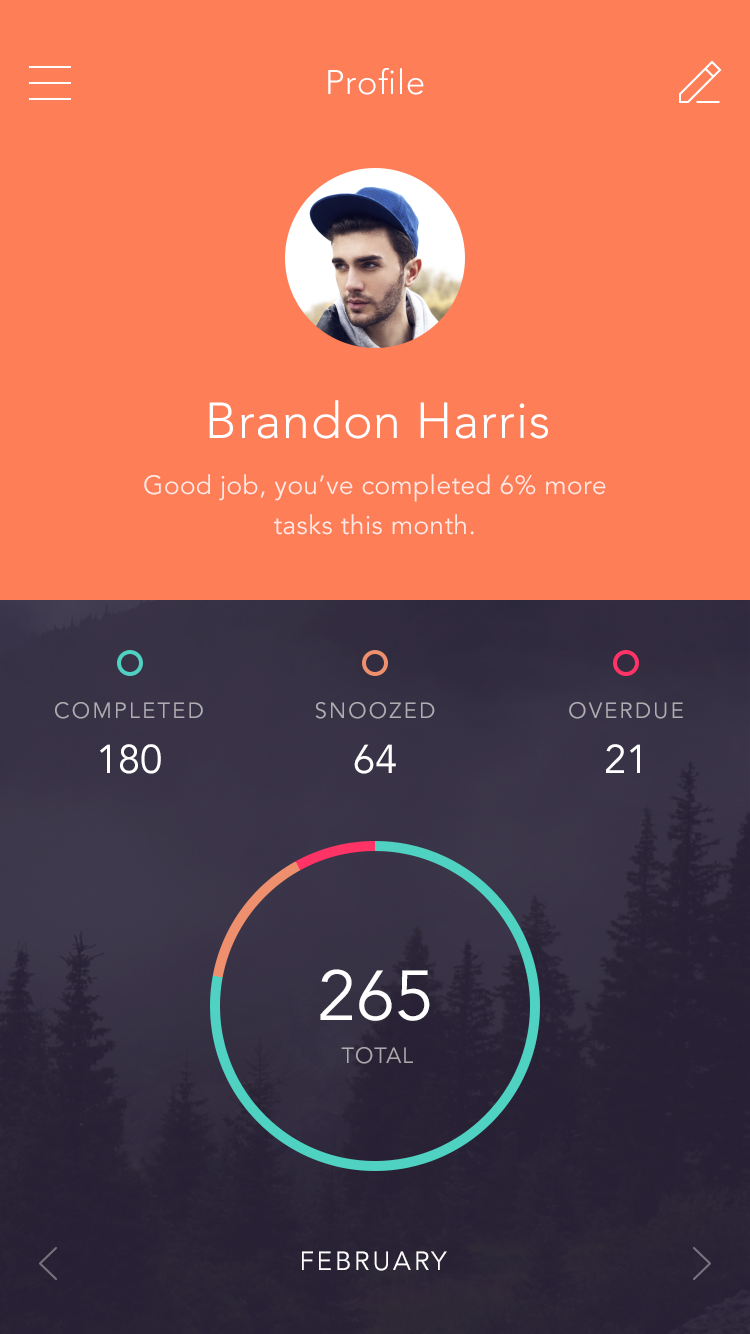 Profile
Brandon Harris
Good job, you’ve completed 6% more
tasks this month.
COMPLETED
SNOOZED
OVERDUE
180
64
21
265
TOTAL
FEBRUARY